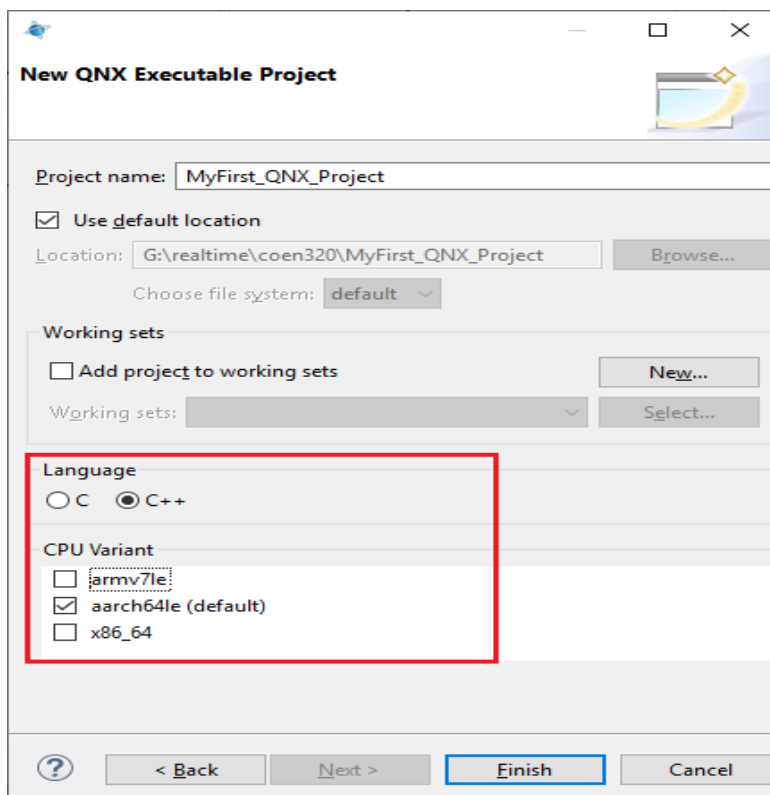 New QNX Executable Project
Project name: MyFirst_QNX_Project
Use default location
Location: G:\realtime\coen320\MyFirst_QNX_Project Browse...
Choose file system: default
Working sets
Add project to working sets New...
Working sets: Select...
Language
C C++
CPU Variant
armv7le
aarch64le (default)
x86_64
? < Back Next > Finish Cancel